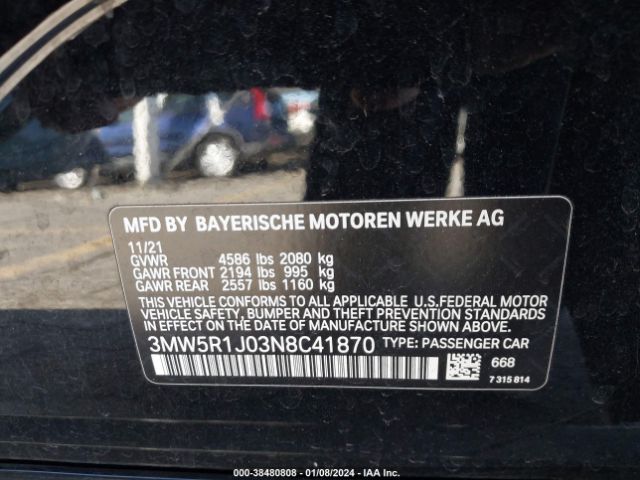 MFD BY BAYERISCHE MOTOREN WERKE AG
11/21
GVWR 4586 lbs 2080 kg
GAWR FRONT 2194 lbs 995 kg
GAWR REAR 2557 lbs 1160 kg
THIS VEHICLE CONFORMS TO ALL APPLICABLE U.S.FEDERAL MOTOR
VEHICLE SAFETY, BUMPER, AND THEFT PREVENTION STANDARDS
IN EFFECT ON THE DATE OF MANUFACTURE SHOWN ABOVE.
3MW5R1J03N8C41870 TYPE: PASSENGER CAR
668
7 315 814
000-38480808 - 01/08/2024 - IAA Inc.